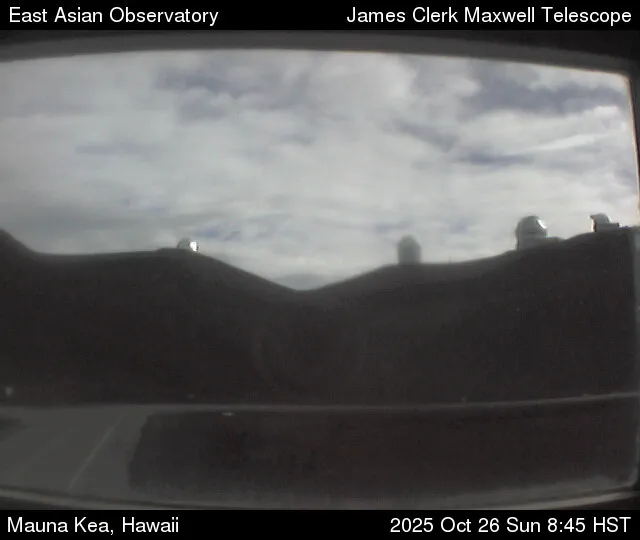 East Asian Observatory
James Clerk Maxwell Telescope
Mauna Kea, Hawaii
2025 Oct 26 Sun 8:45 HST